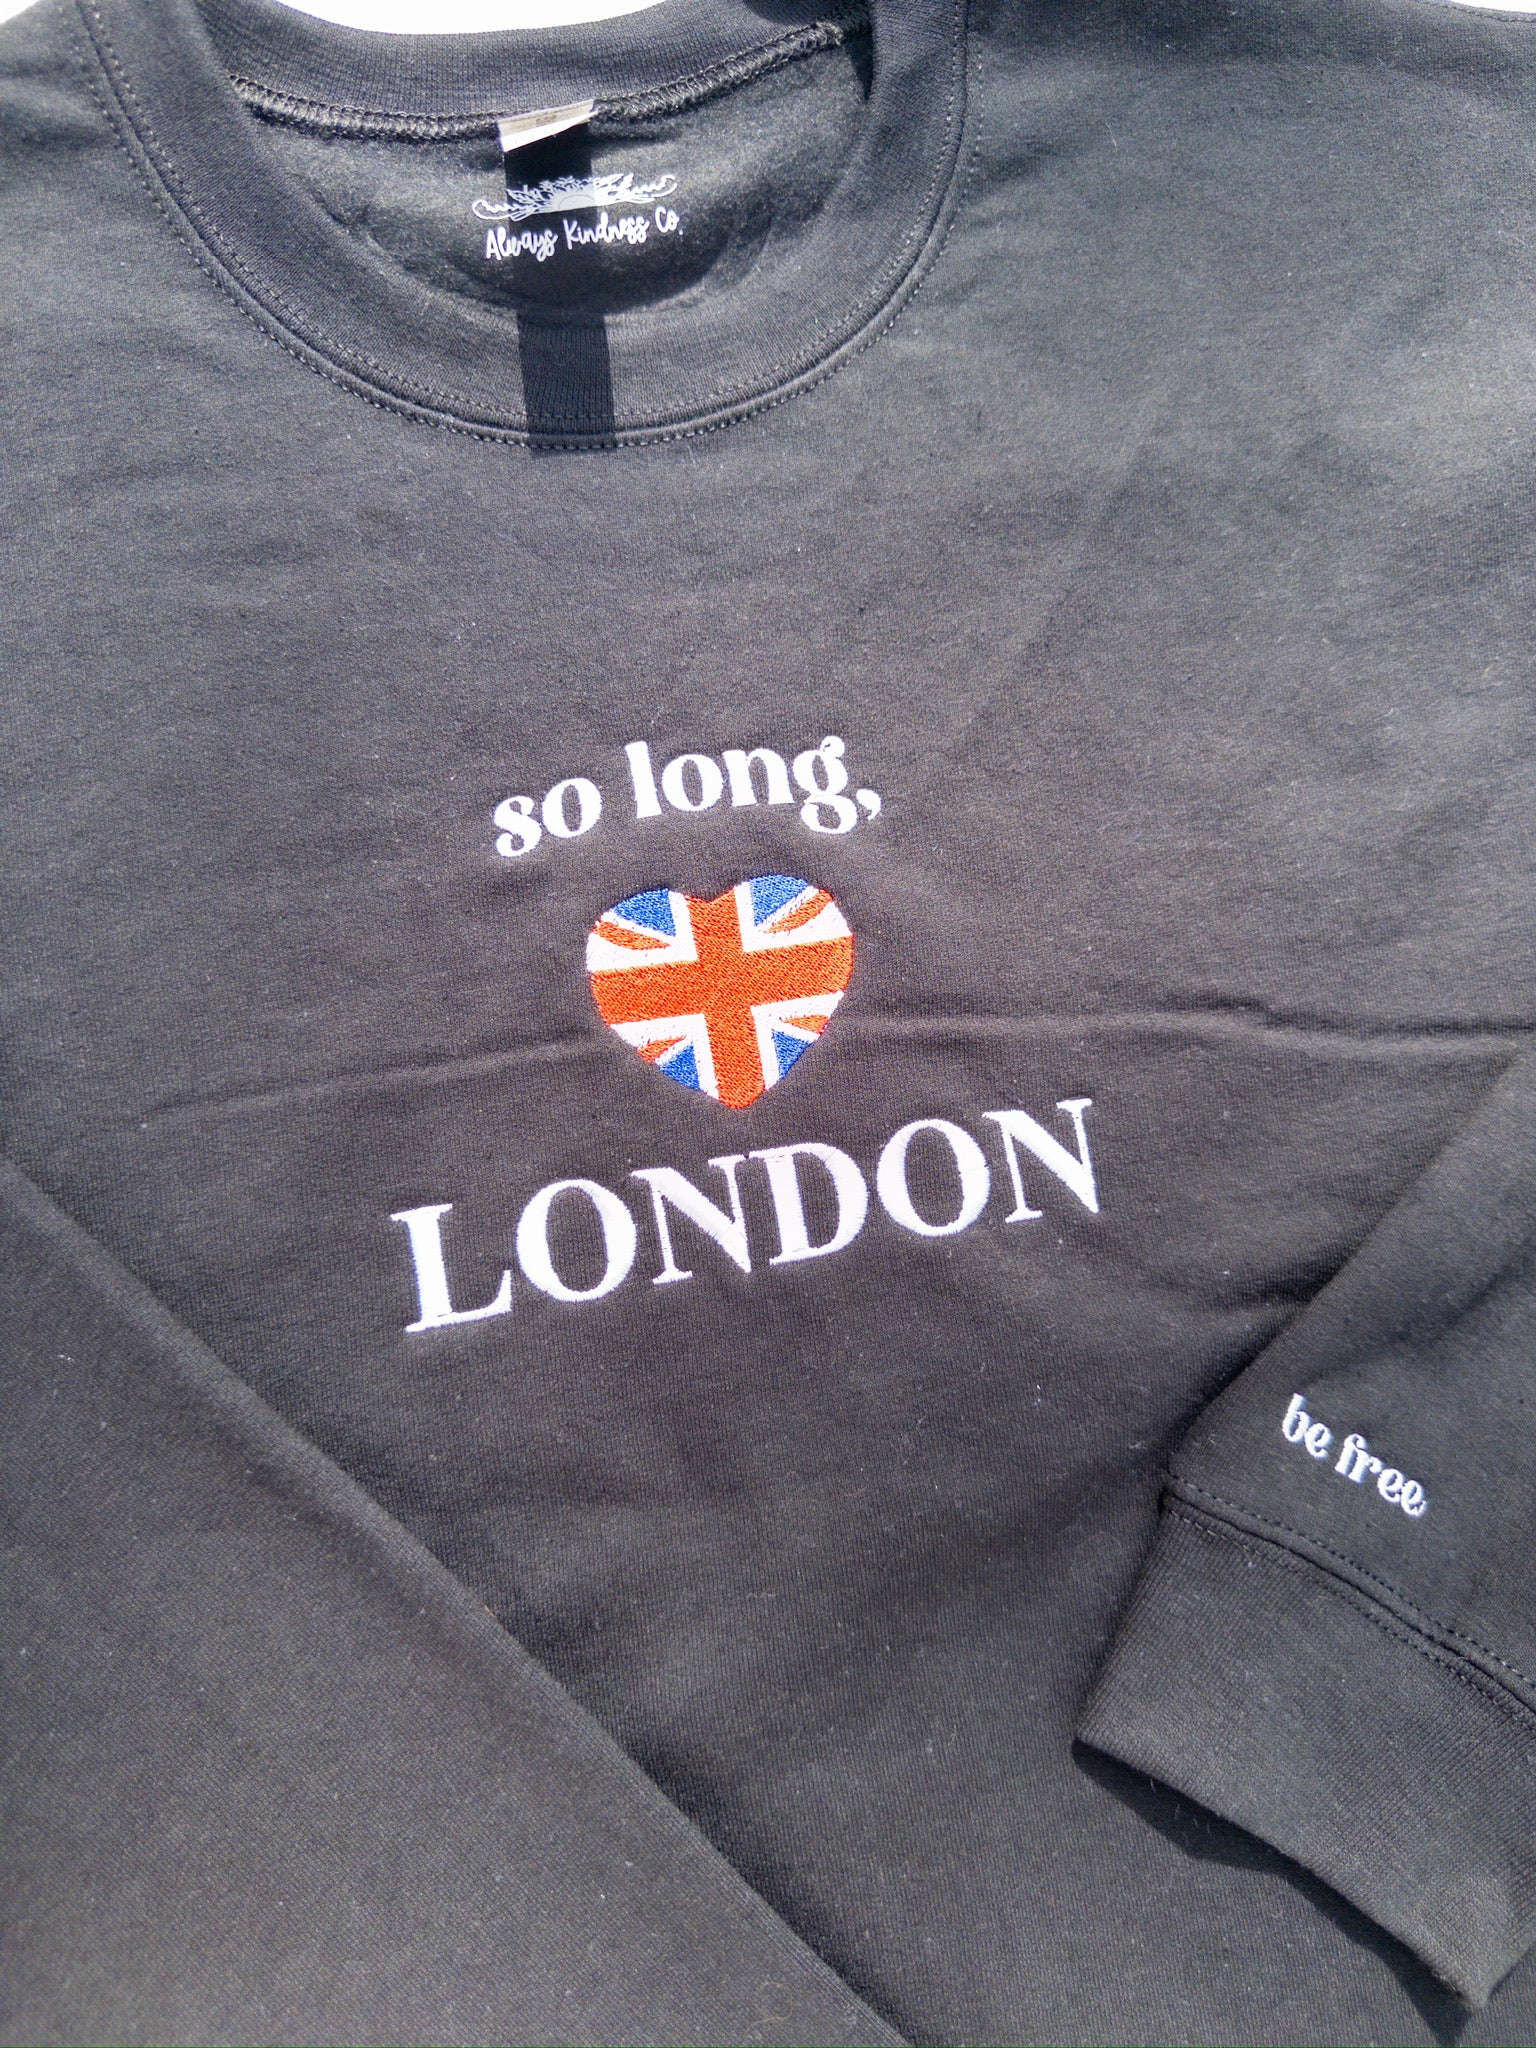 Always Kindness Co.
so long,
LONDON
be free